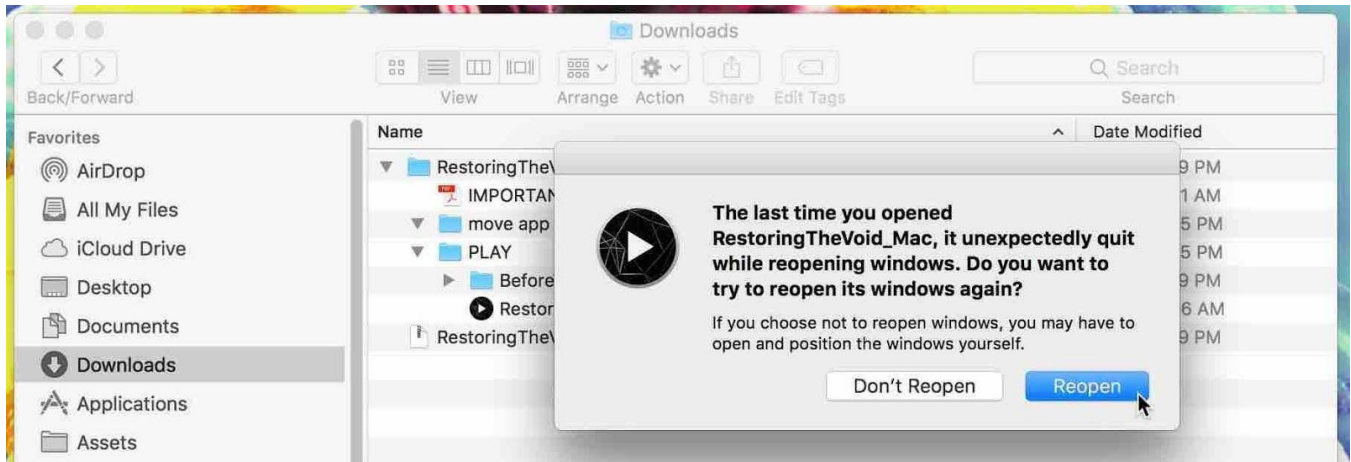 Downloads
Back/Forward
View
Arrange
Action
Share
Edit Tags
Search
Search
Favorites
AirDrop
All My Files
iCloud Drive
Desktop
Documents
Downloads
Applications
Assets
Name
Date Modified
RestoringTheV
9 PM
IMPORTAN
1 AM
move app
5 PM
PLAY
5 PM
Before
9 PM
Restor
6 AM
RestoringTheV
9 PM
The last time you opened
RestoringTheVoid_Mac, it unexpectedly quit
while reopening windows. Do you want to
try to reopen its windows again?
If you choose not to reopen windows, you may have to
open and position the windows yourself.
Don't Reopen
Reopen